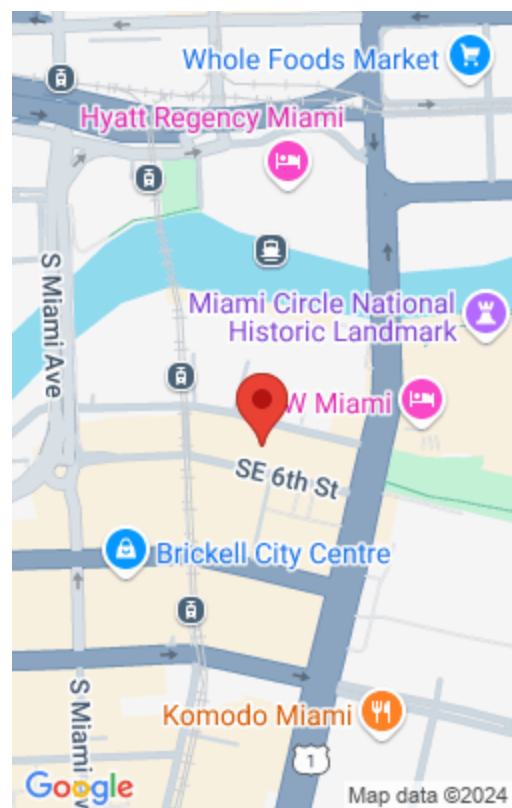 Whole Foods Market
Hyatt Regency Miami
S Miami Ave
Miami Circle National
Historic Landmark
W Miami
SE 6th St
Brickell City Centre
S Miami Av
Komodo Miami
1
Google
Map data ©2024